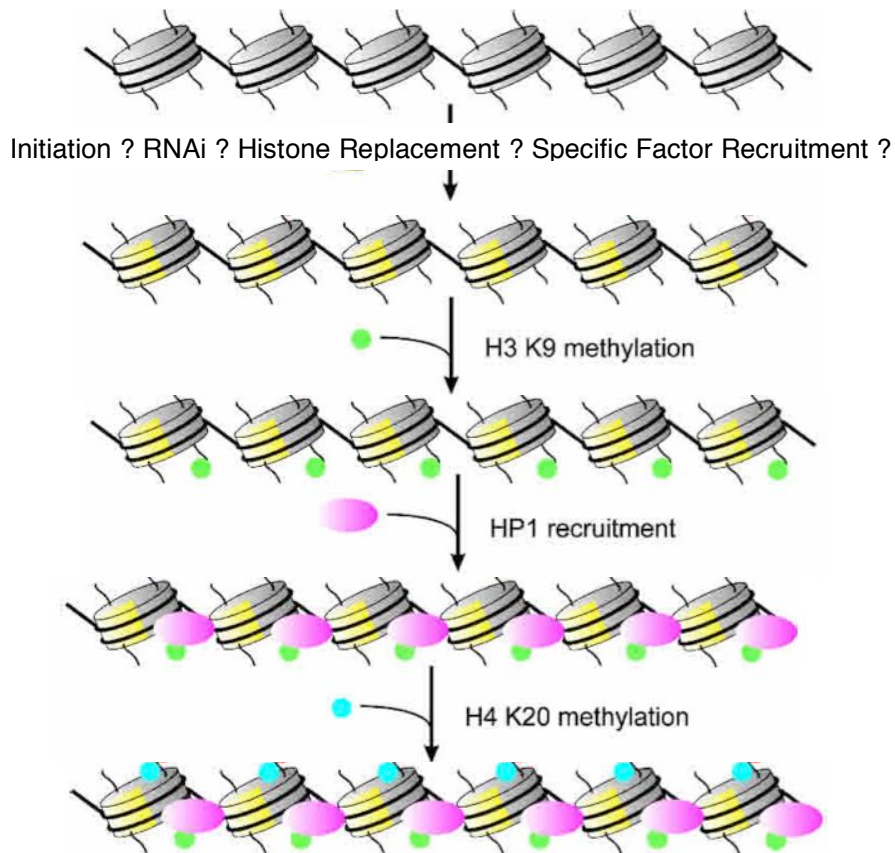 Initiation ? RNAi ? Histone Replacement ? Specific Factor Recruitment ?
H3 K9 methylation
HP1 recruitment
H4 K20 methylation